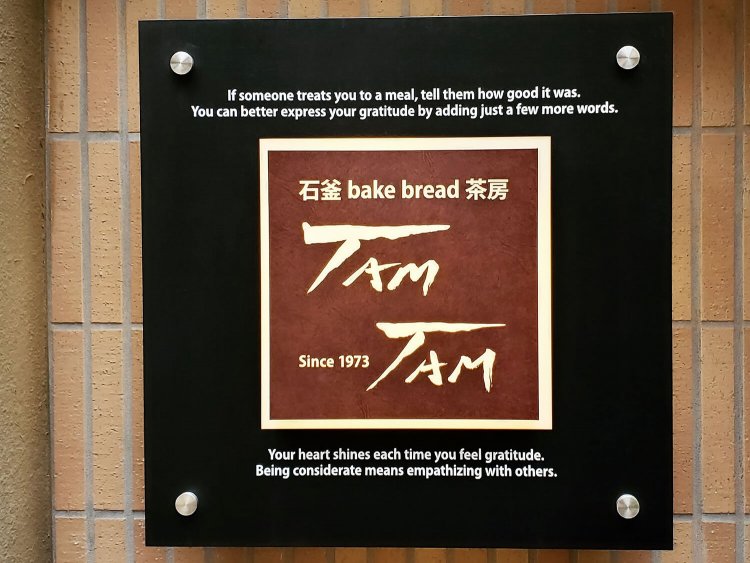 If someone treats you to a meal, tell them how good it was.
You can better express your gratitude by adding just a few more words.
石釜 bake bread 茶房
TAM
TAM
Since 1973
Your heart shines each time you feel gratitude.
Being considerate means empathizing with others.